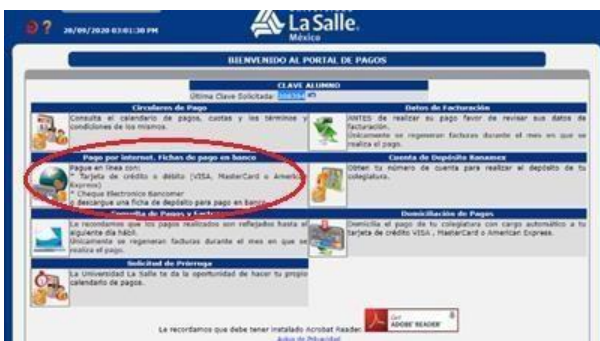 La Salle
México
28/09/2020 03:01:30 PM
BIENVENIDO AL PORTAL DE PAGOS
CLAVE ALUMNO
Última Clave Solicitada:
Circulares de Pago
Consulta el calendario de pagos, cuotas y los términos y
condiciones de los mismos.
Datos de Facturación
ANTES de realizar su pago favor de revisar sus datos de
facturación.
Únicamente se regeneran facturas durante el mes en que se
realiza el pago.
Pago por internet. Fichas de pago en banco
Pague en línea con:
* Tarjeta de crédito o débito (VISA, MasterCard o American
Express)
* Cheque Electronico Bancomer
o descargue una ficha de depósito para pago en banco
Cuenta de Depósito Banamex
Obten tu número de cuenta para realizar el depósito de tu
colegiatura.
Consulta de Pagos y Facturas
Le recordamos que los pagos realizados son reflejados hasta el
siguiente día hábil.
Únicamente se regeneran facturas durante el mes en que se
realiza el pago.
Domiciliación de Pagos
Domicilia el pago de tu colegiatura con cargo automático a tu
tarjeta de crédito VISA , MasterCard o American Express.
Solicitud de Prórroga
La Universidad La Salle te da la oportunidad de hacer tu propio
calendario de pagos.
Le recordamos que debe tener instalado Acrobat Reader.
Get
ADOBE READER
Aviso de Privacidad